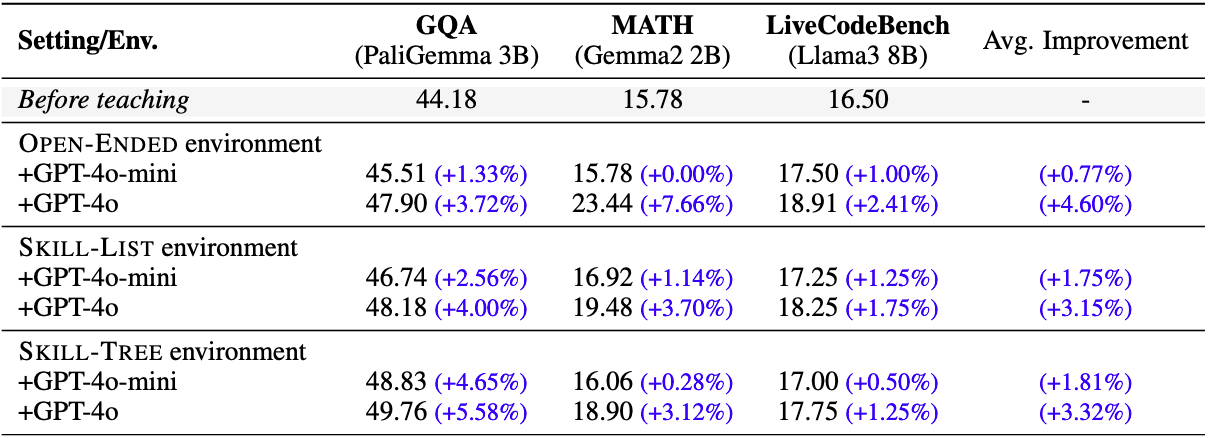 Setting/Env. GQA MATH LiveCodeBench Avg. Improvement
(PaliGemma 3B) (Gemma2 2B) (Llama3 8B)
Before teaching 44.18 15.78 16.50 -
OPEN-ENDED environment
+GPT-4o-mini 45.51 (+1.33%) 15.78 (+0.00%) 17.50 (+1.00%) (+0.77%)
+GPT-4o 47.90 (+3.72%) 23.44 (+7.66%) 18.91 (+2.41%) (+4.60%)
SKILL-LIST environment
+GPT-4o-mini 46.74 (+2.56%) 16.92 (+1.14%) 17.25 (+1.25%) (+1.75%)
+GPT-4o 48.18 (+4.00%) 19.48 (+3.70%) 18.25 (+1.75%) (+3.15%)
SKILL-TREE environment
+GPT-4o-mini 48.83 (+4.65%) 16.06 (+0.28%) 17.00 (+0.50%) (+1.81%)
+GPT-4o 49.76 (+5.58%) 18.90 (+3.12%) 17.75 (+1.25%) (+3.32%)